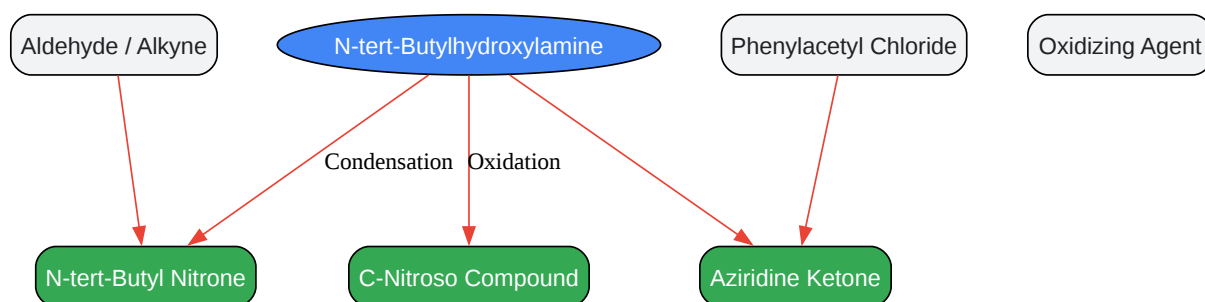 Aldehyde / Alkyne
N-tert-Butylhydroxylamine
Phenylacetyl Chloride
Oxidizing Agent
Condensation
Oxidation
N-tert-Butyl Nitrone
C-Nitroso Compound
Aziridine Ketone